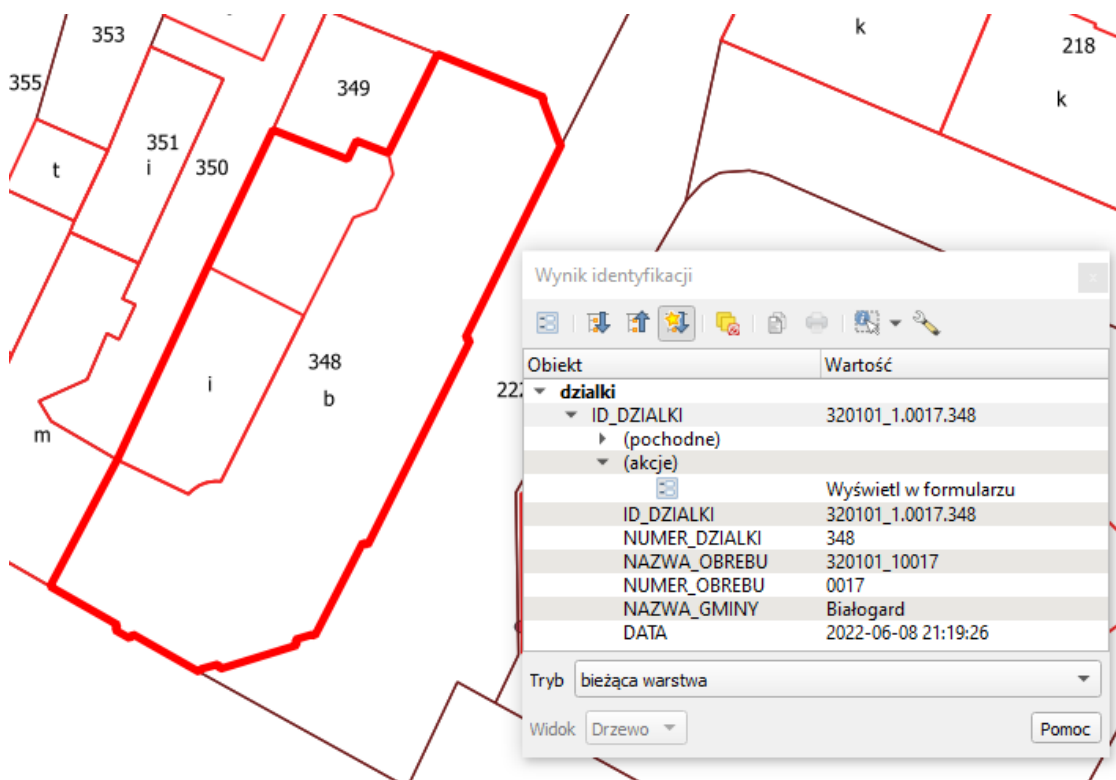 353
k
218
355
349
k
351
t
i
350
Wynik identyfikacji
x
Obiekt Wartość
dzialki
ID_DZIALKI 320101_1.0017.348
(pochodne)
(akcje)
Wyświetl w formularzu
ID_DZIALKI 320101_1.0017.348
NUMER_DZIALKI 348
NAZWA_OBREBU 320101_10017
NUMER_OBREBU 0017
NAZWA_GMINY Białogard
DATA 2022-06-08 21:19:26
348
i
b
222
m
Tryb bieżąca warstwa
Widok Drzewo
Pomoc